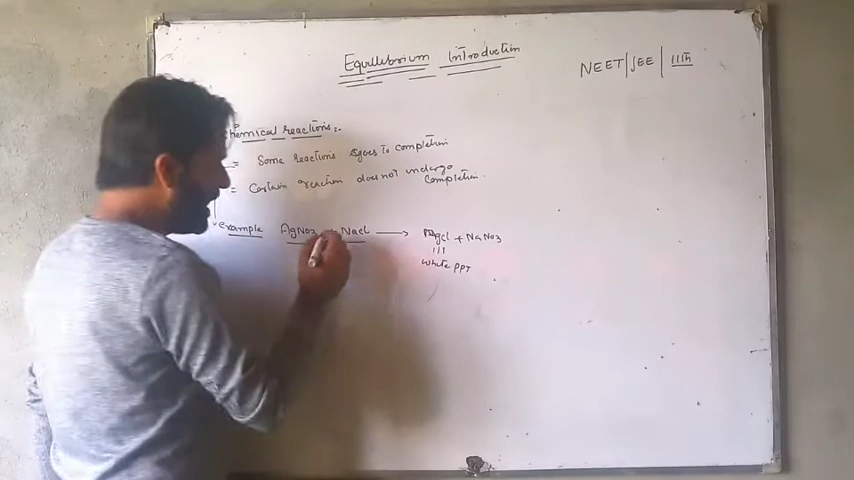 Equilibrium Introduction
NEET|JEE|11th
Chemical reactions:-
= Some reactions goes to completion
= Certain reaction does not undergo
completion.
example AgNO3 + NaCl → AgCl + NaNO3
white PPT